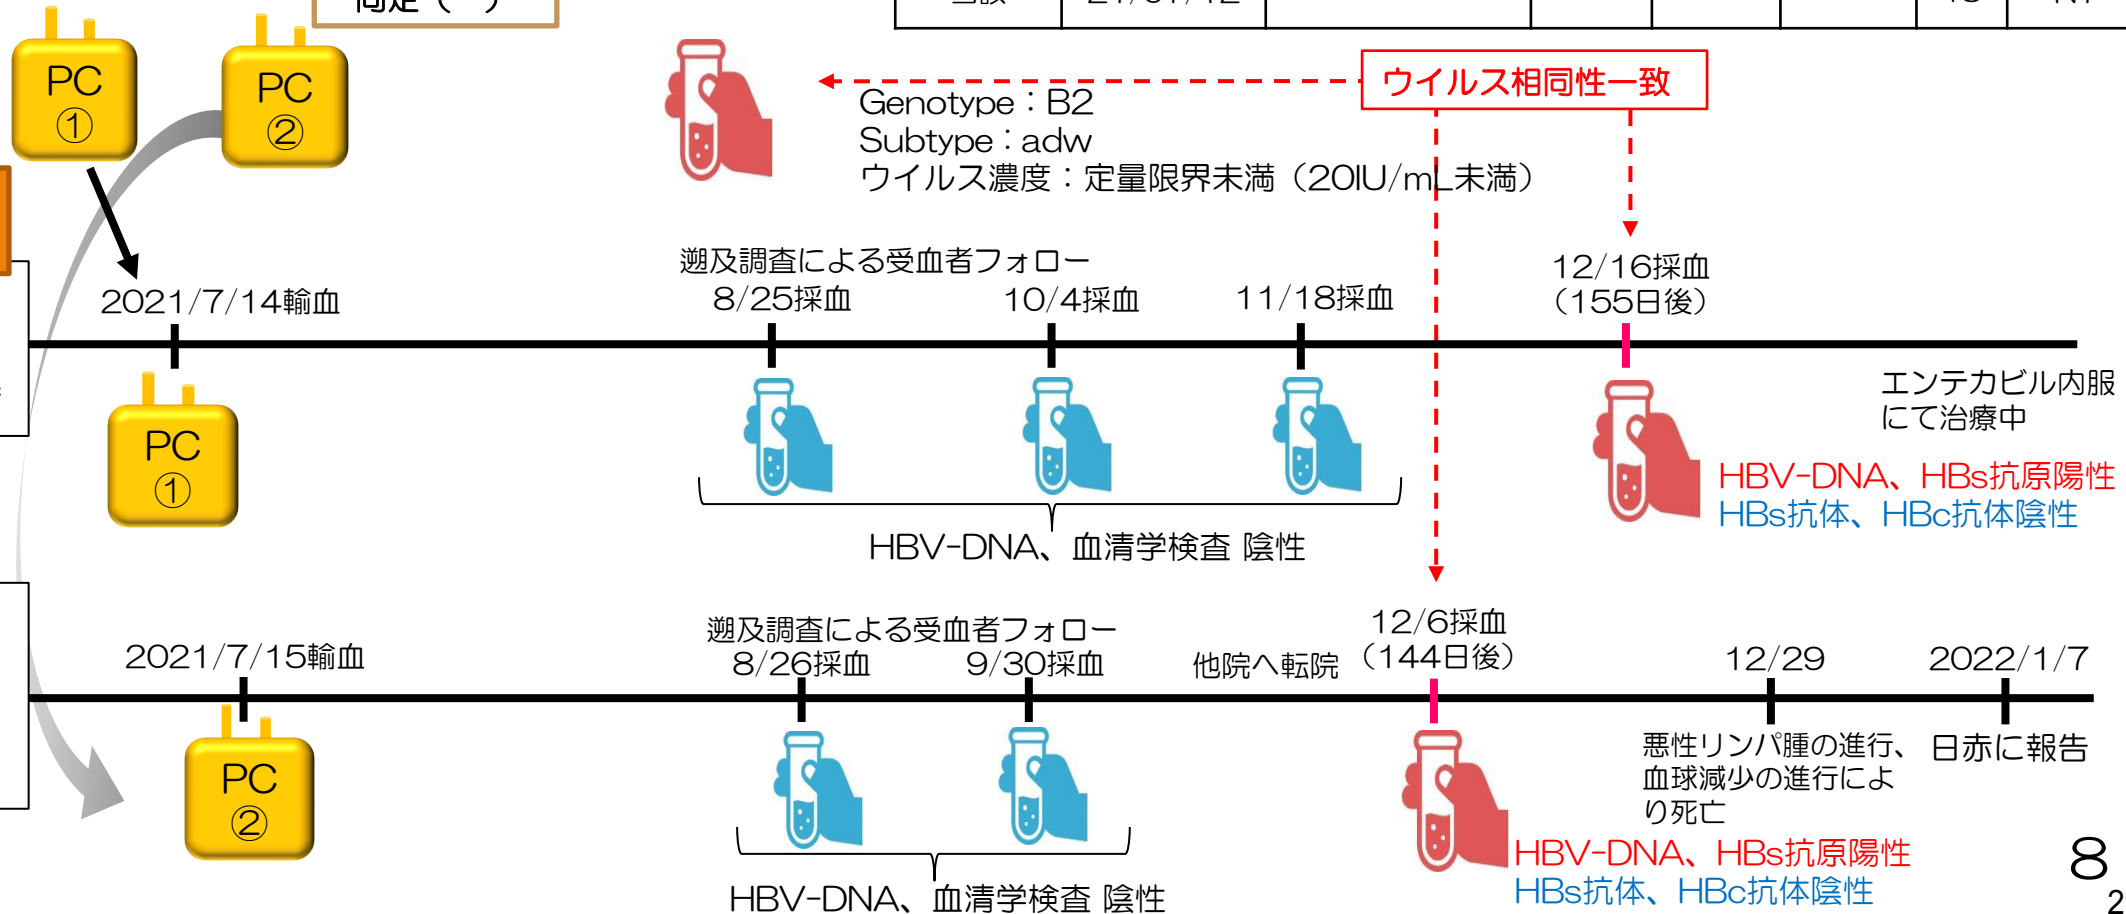 PC
①
PC
②
ウイルス相同性一致
Genotype：B2
Subtype：adw
ウイルス濃度：定量限界未満（20IU/mL未満）
遡及調査による受血者フォロー
2021/7/14輸血
8/25採血
10/4採血
11/18採血
12/16採血
（155日後）
PC
①
エンテカビル内服
にて治療中
HBV-DNA、HBs抗原陽性
HBs抗体、HBc抗体陰性
HBV-DNA、血清学検査 陰性
遡及調査による受血者フォロー
2021/7/15輸血
8/26採血
9/30採血
他院へ転院
12/6採血
（144日後）
12/29
2022/1/7
PC
②
悪性リンパ腫の進行、
血球減少の進行によ
り死亡
日赤に報告
HBV-DNA、HBs抗原陽性
HBs抗体、HBc抗体陰性
HBV-DNA、血清学検査 陰性
8
2